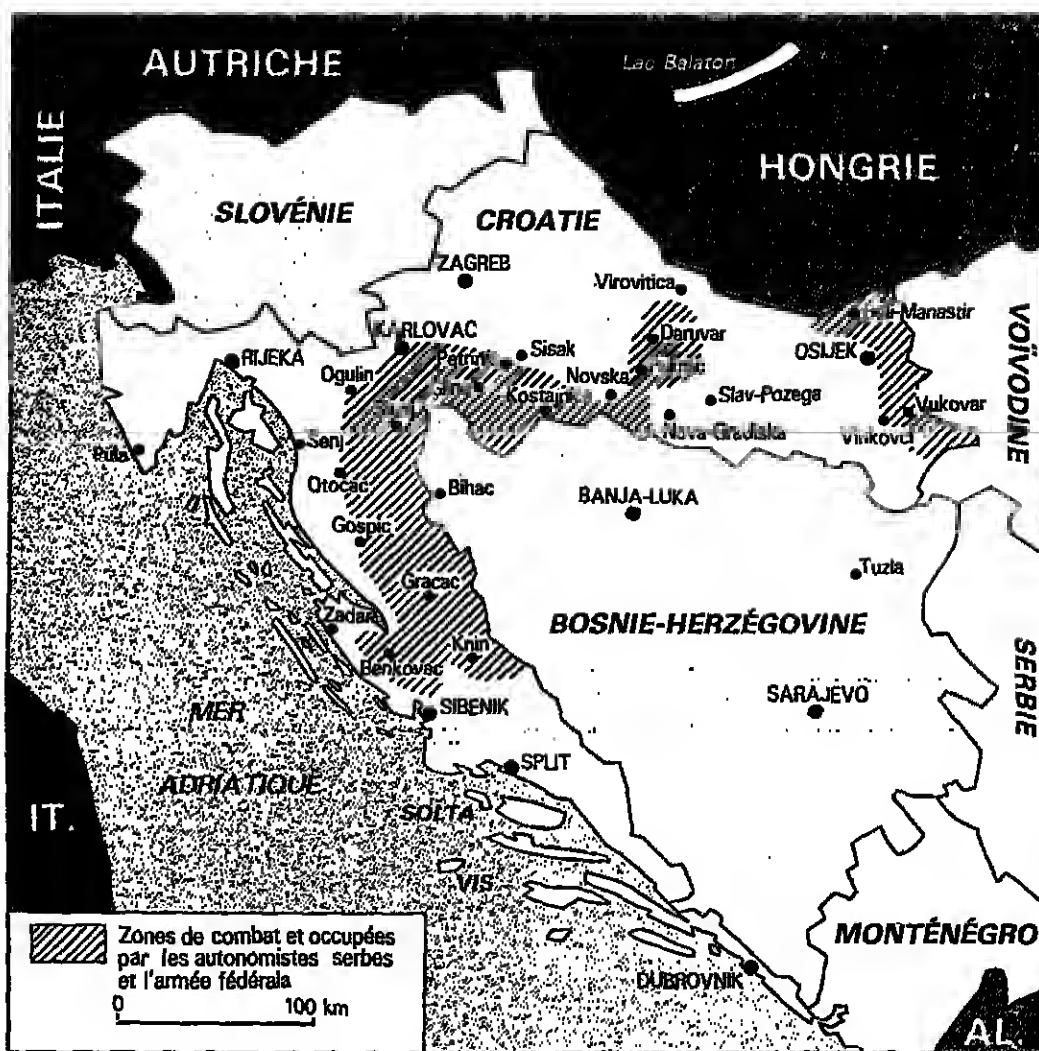 AUTRICHE
Lac Balaton
ITALIE
HONGRIE
SLOVÉNIE
CROATIE
ZAGREB
Virovitica
VOÏVODINE
KARLOVAC
Daruvar
-Manastir
RIJEKA
Sisak
OSIJEK
Ogulin
Novska
Kostajni
Slav-Pozega
Vukovar
Senj
Nova-Gradiska
Vinkovci
Pula
Otocac
Bihac
BANJA-LUKA
Gospic
Tuzla
Gracac
BOSNIE-HERZÉGOVINE
Zadar
Knin
Benkovac
SERBIE
SARAJEVO
SIBENIK
MER
ADRIATIQUE
SPLIT
IT.
SOLTA
VIS
MONTÉNÉGRO
DUBROVNIK
AL.
Zones de combat et occupées
par les autonomistes serbes
et l'armée fédérala
0 100 km